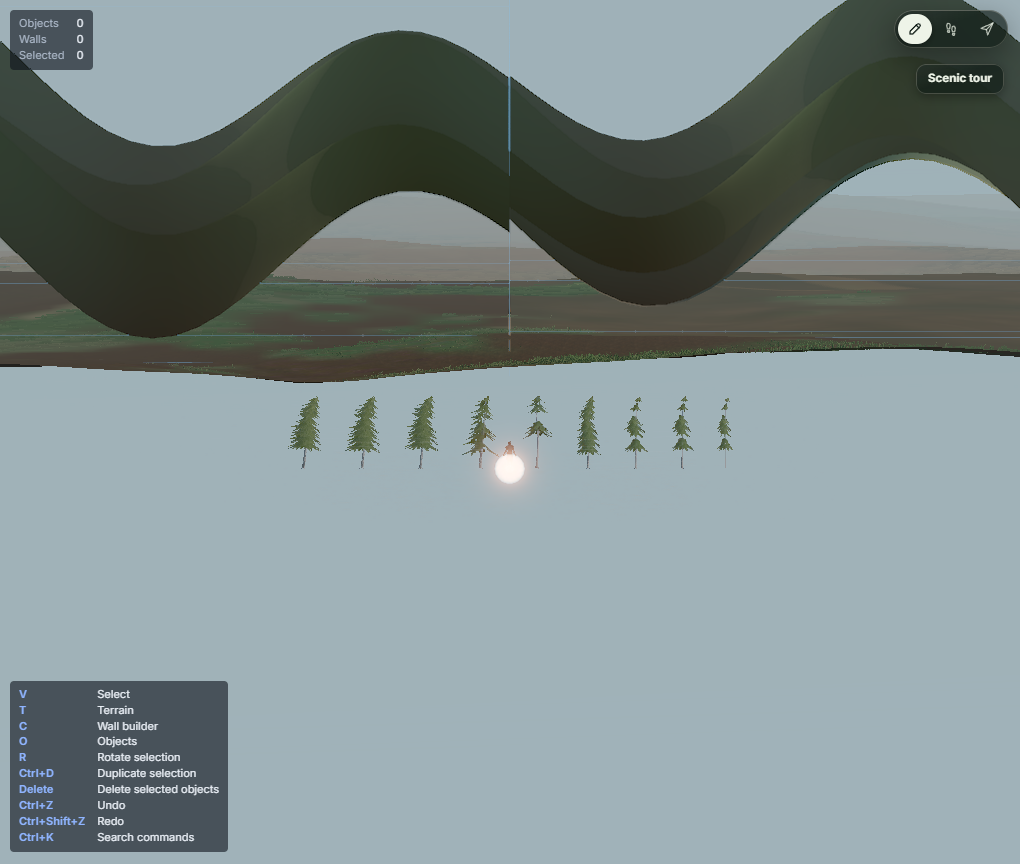 Objects 0
Walls 0
Selected 0
Scenic tour
V Select
T Terrain
C Wall builder
O Objects
R Rotate selection
Ctrl+D Duplicate selection
Delete Delete selected objects
Ctrl+Z Undo
Ctrl+Shift+Z Redo
Ctrl+K Search commands